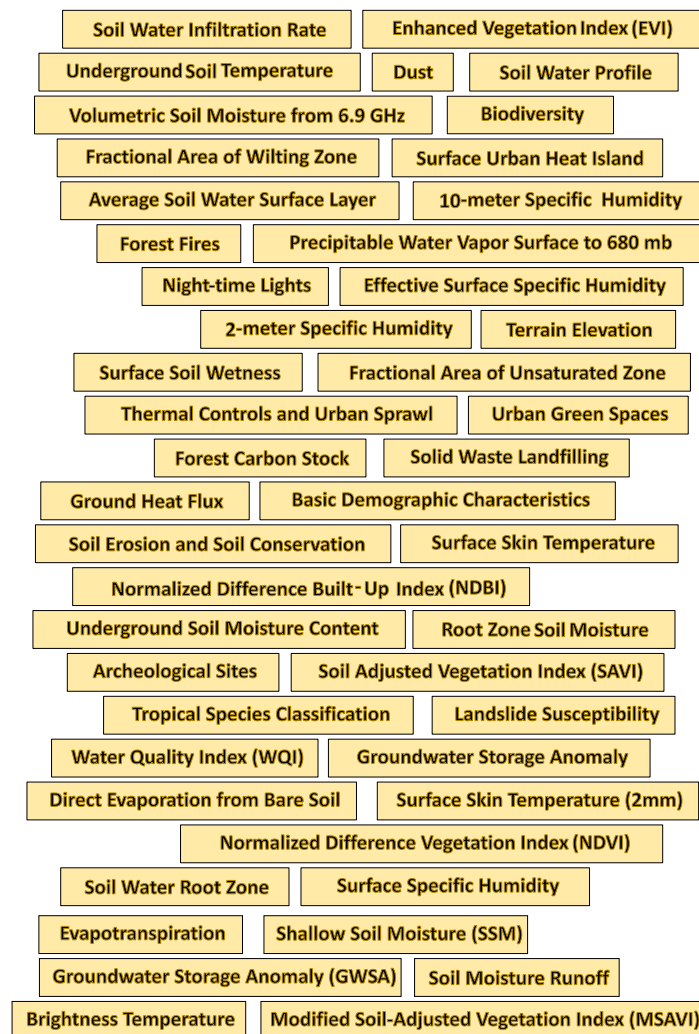 Soil Water Infiltration Rate Enhanced Vegetation Index (EVI)
Underground Soil Temperature Dust Soil Water Profile
Volumetric Soil Moisture from 6.9 GHz Biodiversity
Fractional Area of Wilting Zone Surface Urban Heat Island
Average Soil Water Surface Layer 10-meter Specific Humidity
Forest Fires Precipitable Water Vapor Surface to 680 mb
Night-time Lights Effective Surface Specific Humidity
2-meter Specific Humidity Terrain Elevation
Surface Soil Wetness Fractional Area of Unsaturated Zone
Thermal Controls and Urban Sprawl Urban Green Spaces
Forest Carbon Stock Solid Waste Landfilling
Ground Heat Flux Basic Demographic Characteristics
Soil Erosion and Soil Conservation Surface Skin Temperature
Normalized Difference Built-Up Index (NDBI)
Underground Soil Moisture Content Root Zone Soil Moisture
Archeological Sites Soil Adjusted Vegetation Index (SAVI)
Tropical Species Classification Landslide Susceptibility
Water Quality Index (WQI) Groundwater Storage Anomaly
Direct Evaporation from Bare Soil Surface Skin Temperature (2mm)
Normalized Difference Vegetation Index (NDVI)
Soil Water Root Zone Surface Specific Humidity
Evapotranspiration Shallow Soil Moisture (SSM)
Groundwater Storage Anomaly (GWSA) Soil Moisture Runoff
Brightness Temperature Modified Soil-Adjusted Vegetation Index (MSAVI)